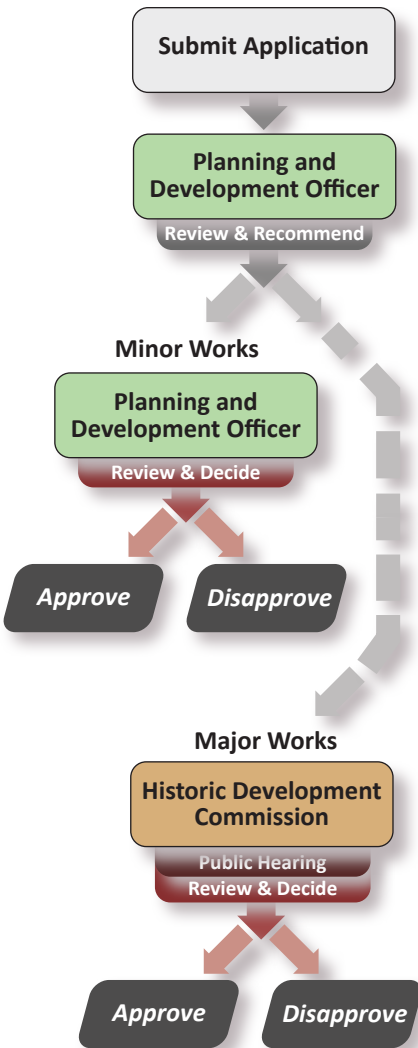 Submit Application
Planning and
Development Officer
Review & Recommend
Minor Works
Planning and
Development Officer
Review & Decide
Approve
Disapprove
Major Works
Historic Development
Commission
Public Hearing
Review & Decide
Approve
Disapprove